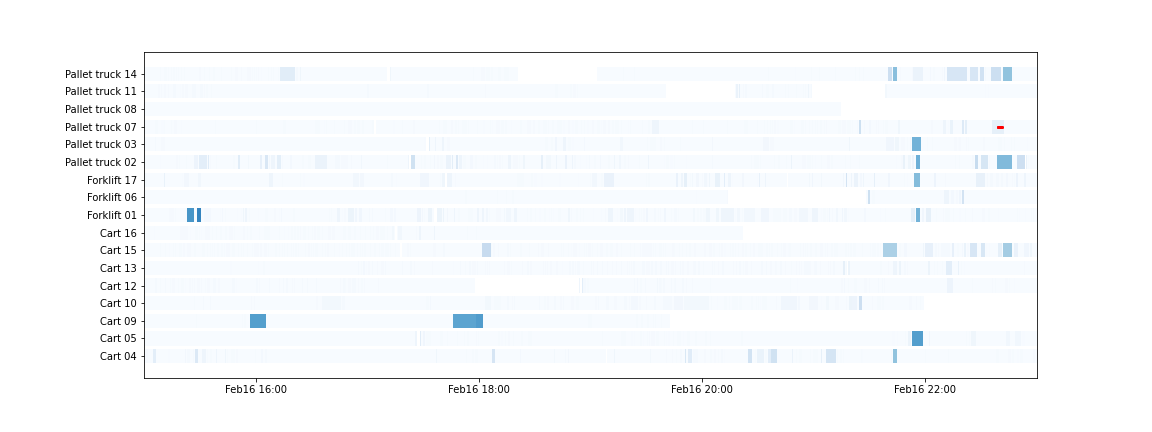 Pallet truck 14
Pallet truck 11
Pallet truck 08
Pallet truck 07
Pallet truck 03
Pallet truck 02
Forklift 17
Forklift 06
Forklift 01
Cart 16
Cart 15
Cart 13
Cart 12
Cart 10
Cart 09
Cart 05
Cart 04
Feb16 16:00 Feb16 18:00 Feb16 20:00 Feb16 22:00